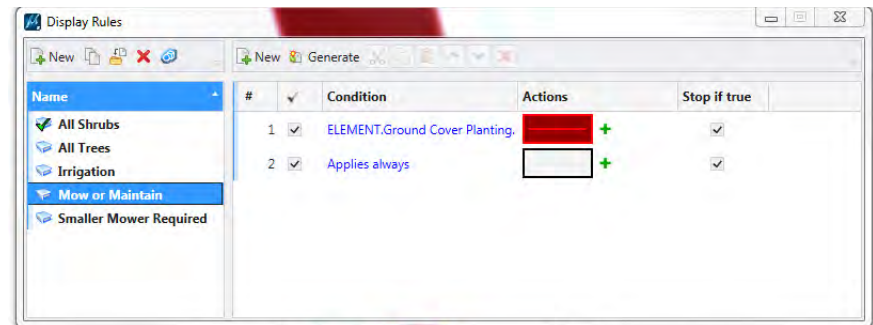 Display Rules
New
New Generate
Name
# Condition Actions Stop if true
All Shrubs
All Trees
Irrigation
Mow or Maintain
Smaller Mower Required
1 ELEMENT.Ground Cover Planting.
2 Applies always